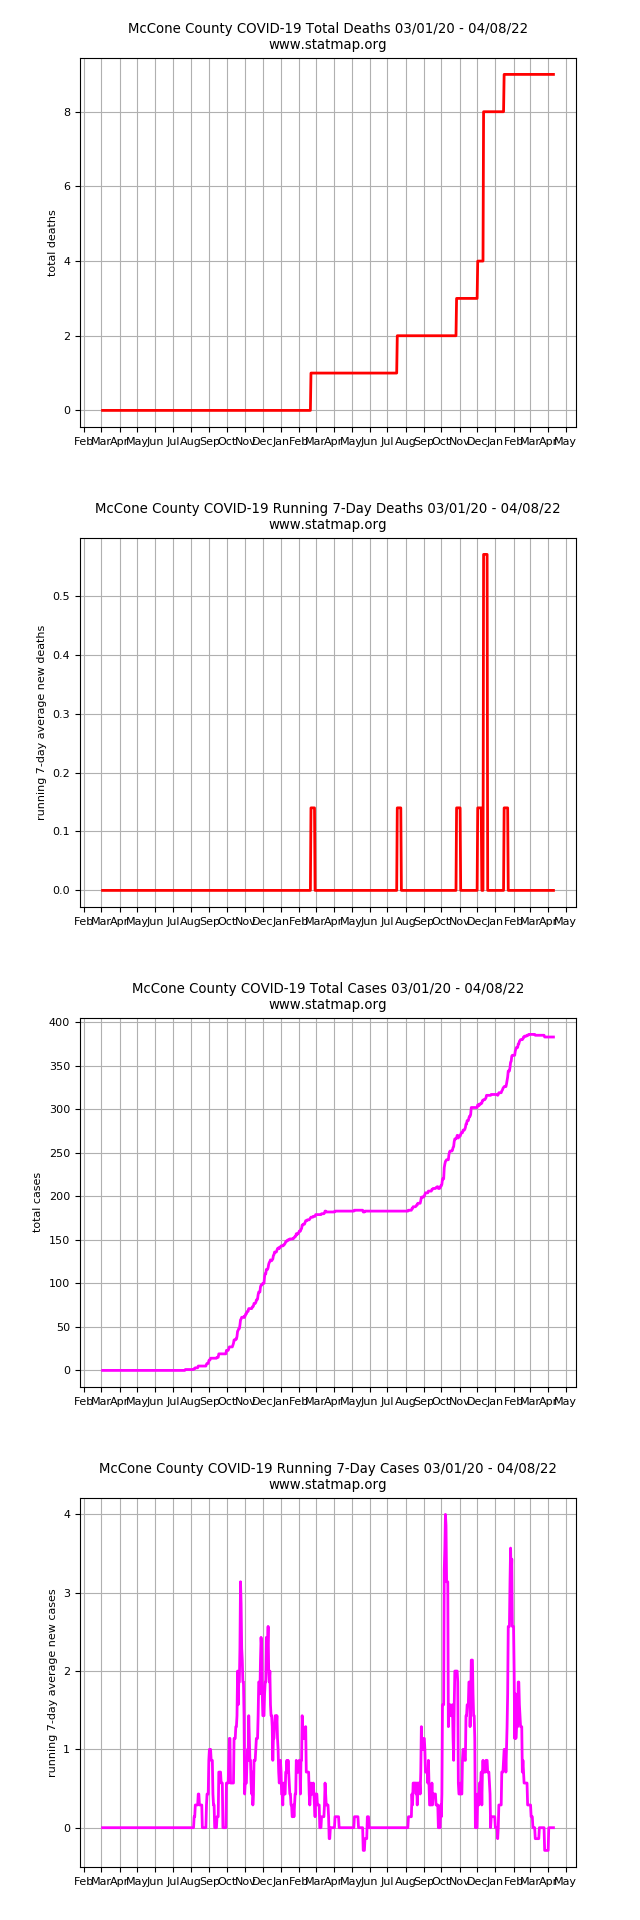 McCone County COVID-19 Total Deaths 03/01/20 - 04/08/22
www.statmap.org
8
6
4
2
0
total deaths
Feb Mar Apr May Jun Jul Aug Sep Oct Nov Dec Jan Feb Mar Apr May Jun Jul Aug Sep Oct Nov Dec Jan Feb Mar Apr May
McCone County COVID-19 Running 7-Day Deaths 03/01/20 - 04/08/22
www.statmap.org
0.5
0.4
0.3
0.2
0.1
0.0
running 7-day average new deaths
Feb Mar Apr May Jun Jul Aug Sep Oct Nov Dec Jan Feb Mar Apr May Jun Jul Aug Sep Oct Nov Dec Jan Feb Mar Apr May
McCone County COVID-19 Total Cases 03/01/20 - 04/08/22
www.statmap.org
400
350
300
250
200
150
100
50
0
total cases
Feb Mar Apr May Jun Jul Aug Sep Oct Nov Dec Jan Feb Mar Apr May Jun Jul Aug Sep Oct Nov Dec Jan Feb Mar Apr May
McCone County COVID-19 Running 7-Day Cases 03/01/20 - 04/08/22
www.statmap.org
4
3
2
1
0
running 7-day average new cases
Feb Mar Apr May Jun Jul Aug Sep Oct Nov Dec Jan Feb Mar Apr May Jun Jul Aug Sep Oct Nov Dec Jan Feb Mar Apr May